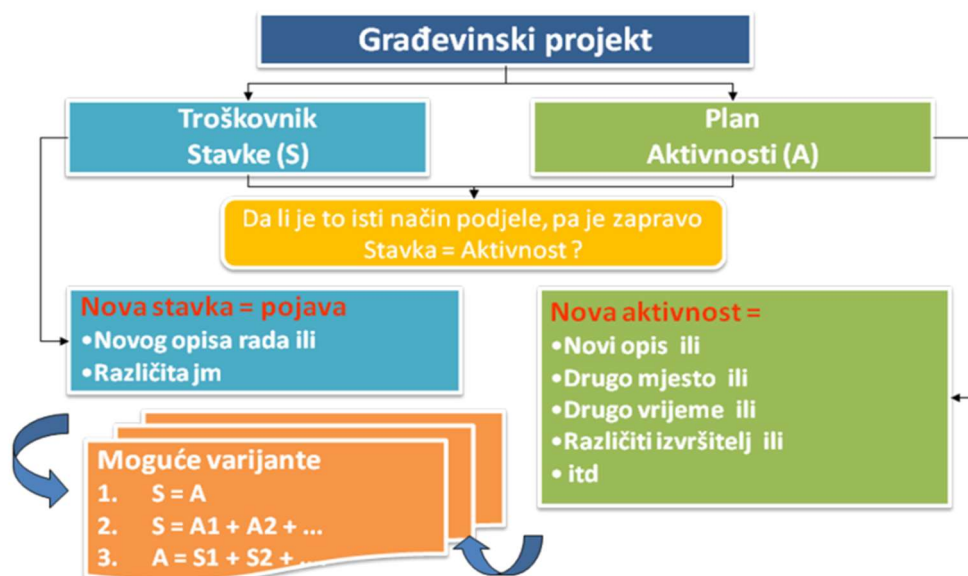 Građevinski projekt
Troškovnik
Stavke (S)
Plan
Aktivnosti (A)
Da li je to isti način podjele, pa je zapravo
Stavka = Aktivnost ?
Nova stavka = pojava
•Novog opisa rada ili
•Različita jm
Nova aktivnost =
•Novi opis ili
•Drugo mjesto ili
•Drugo vrijeme ili
•Različiti izvršitelj ili
• itd
Moguće varijante
1. S = A
2. S = A1 + A2 + ...
3. A = S1 + S2 + ...